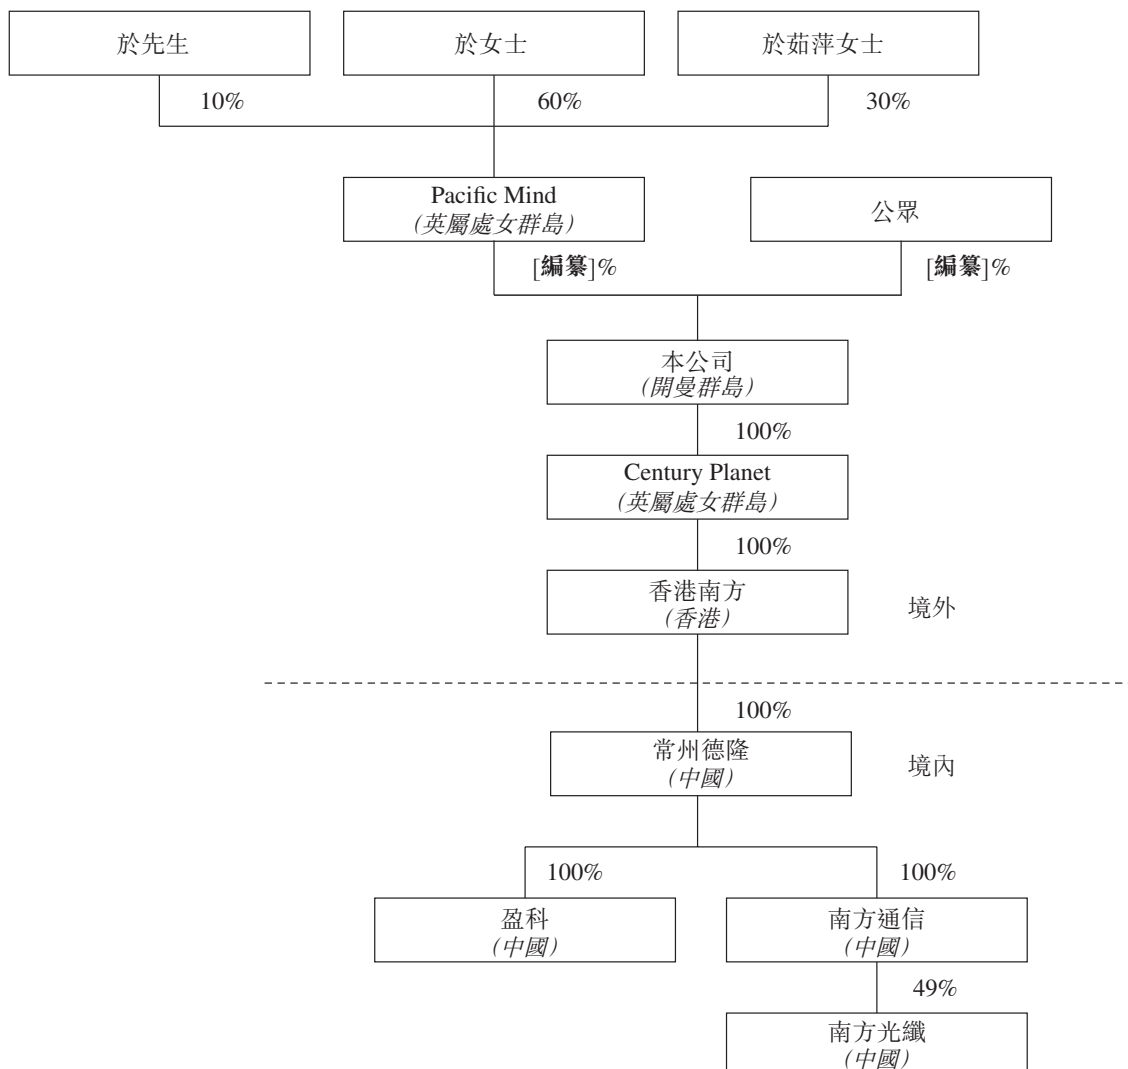 於先生
於女士
於茹萍女士
10%
60%
30%
Pacific Mind
(英屬處女群島)
公眾
[編纂]%
[編纂]%
本公司
(開曼群島)
100%
Century Planet
(英屬處女群島)
100%
香港南方
(香港)
境外
100%
常州德隆
(中國)
境內
100%
100%
盈科
(中國)
南方通信
(中國)
49%
南方光纖
(中國)